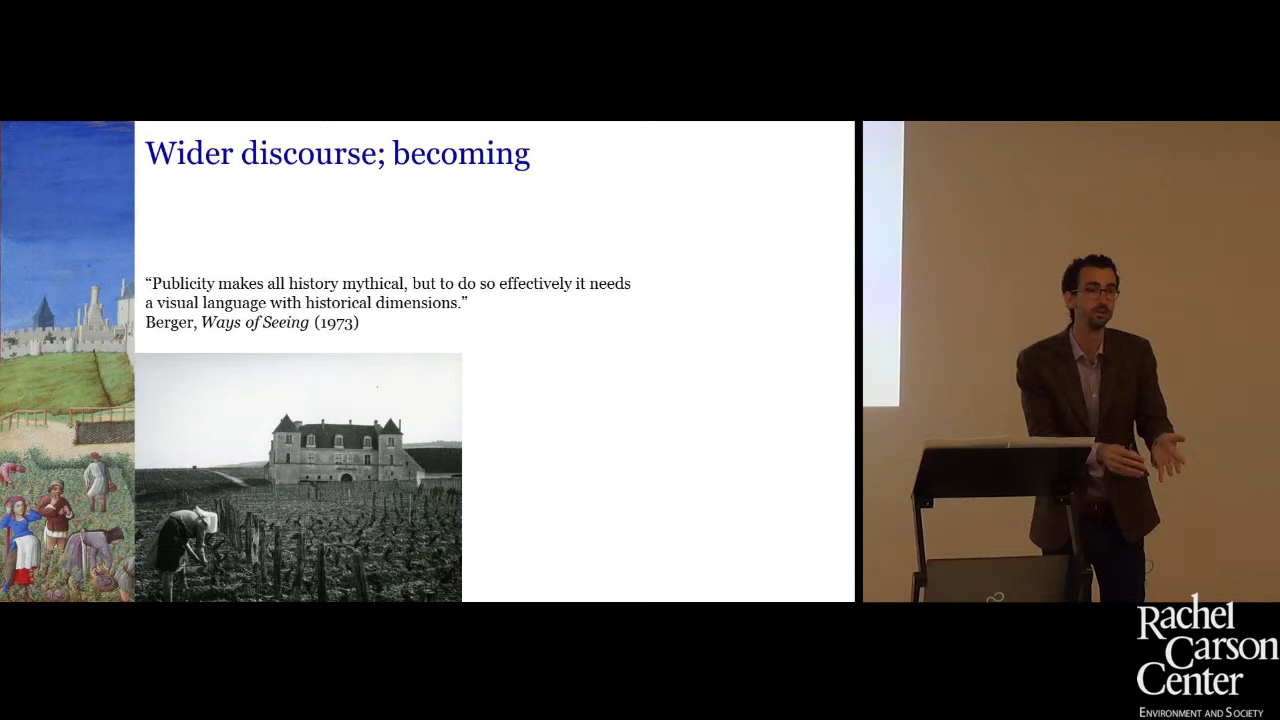 Wider discourse; becoming
“Publicity makes all history mythical, but to do so effectively it needs
a visual language with historical dimensions.”
Berger, Ways of Seeing (1973)
Rachel
Carson
Center
Environment and Society